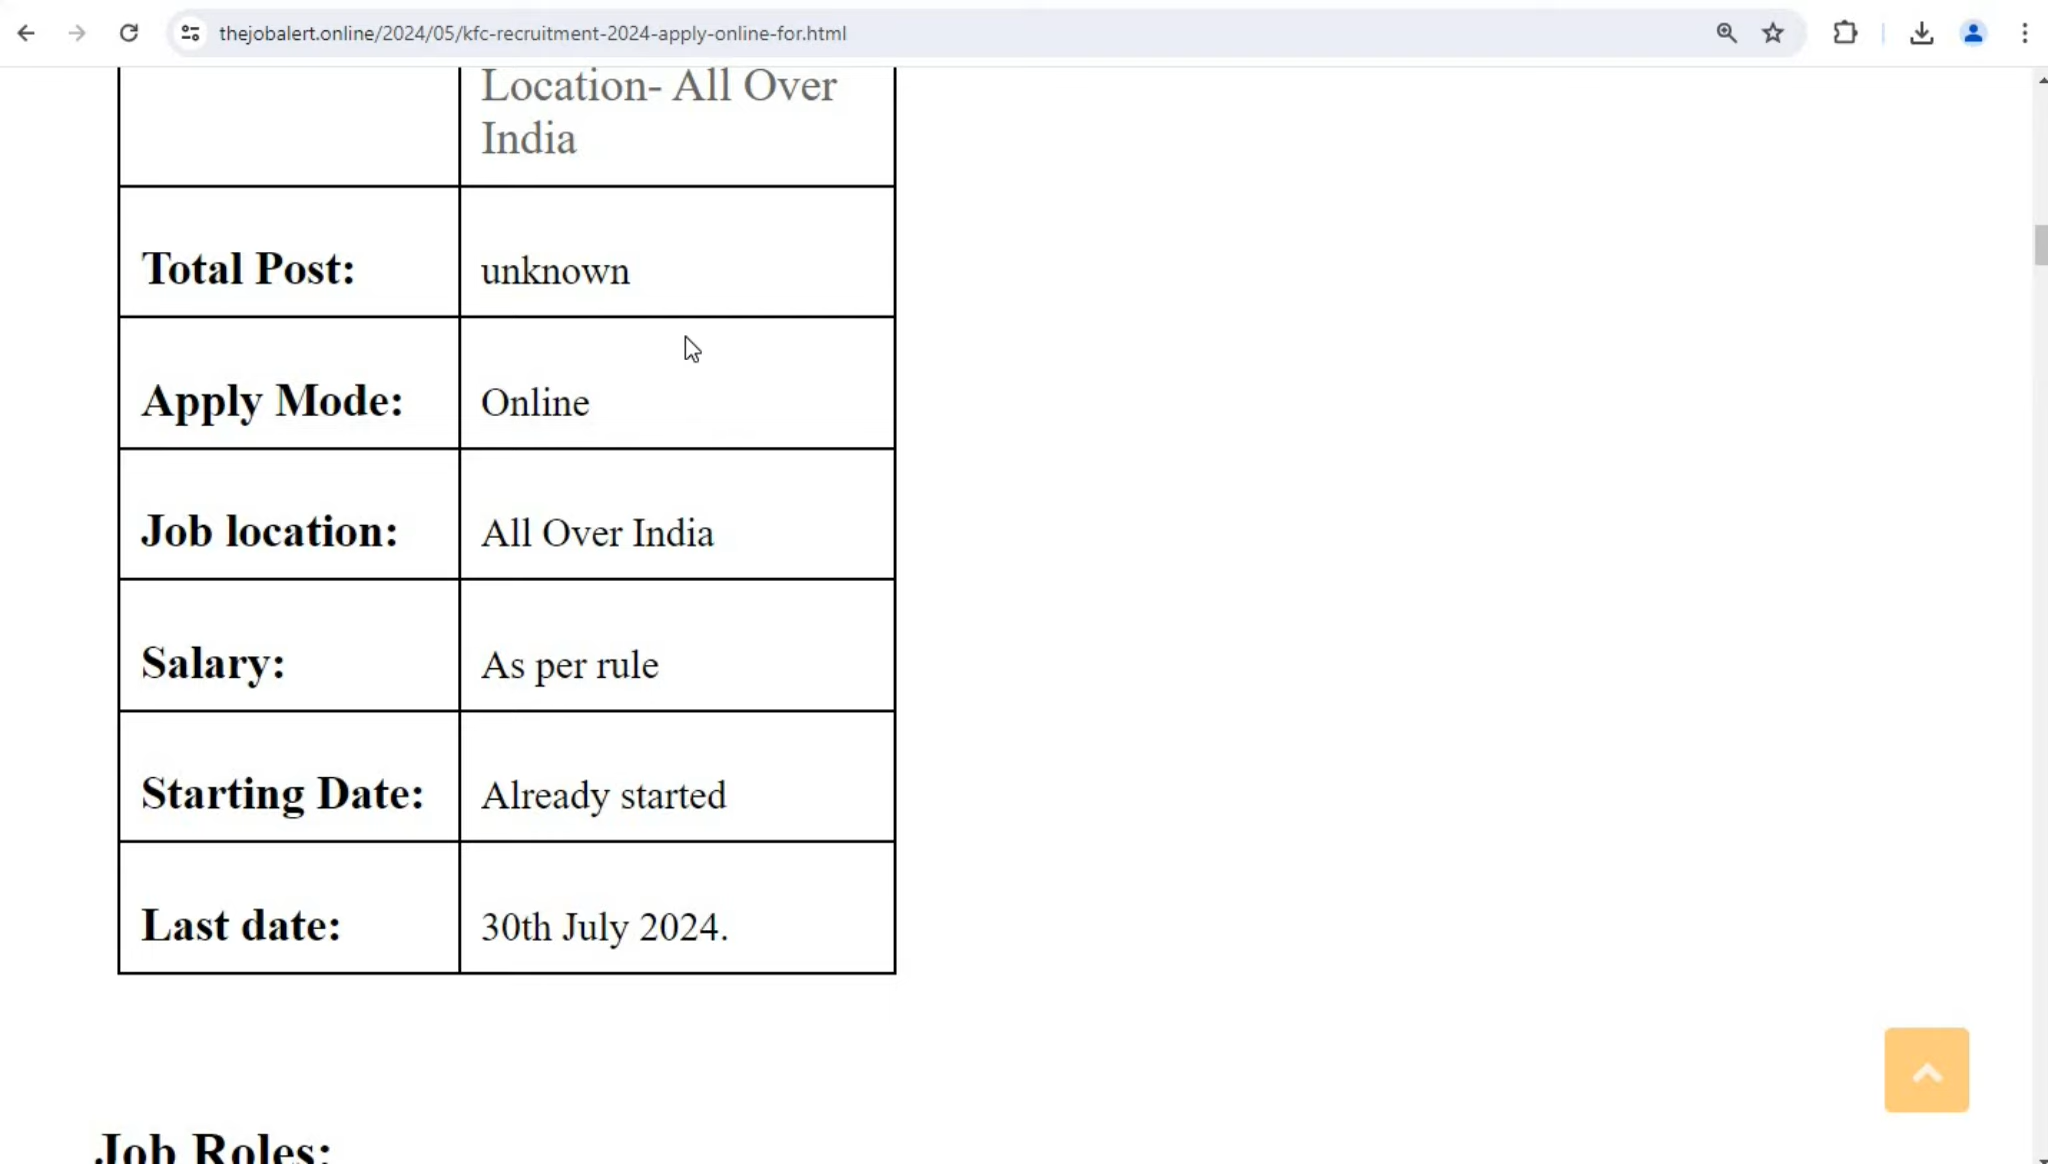 thejobalert.online/2024/05/kfc-recruitment-2024-apply-online-for.html
Location- All Over
India
Total Post: unknown
Apply Mode: Online
Job location: All Over India
Salary: As per rule
Starting Date: Already started
Last date: 30th July 2024.
Job Roles: